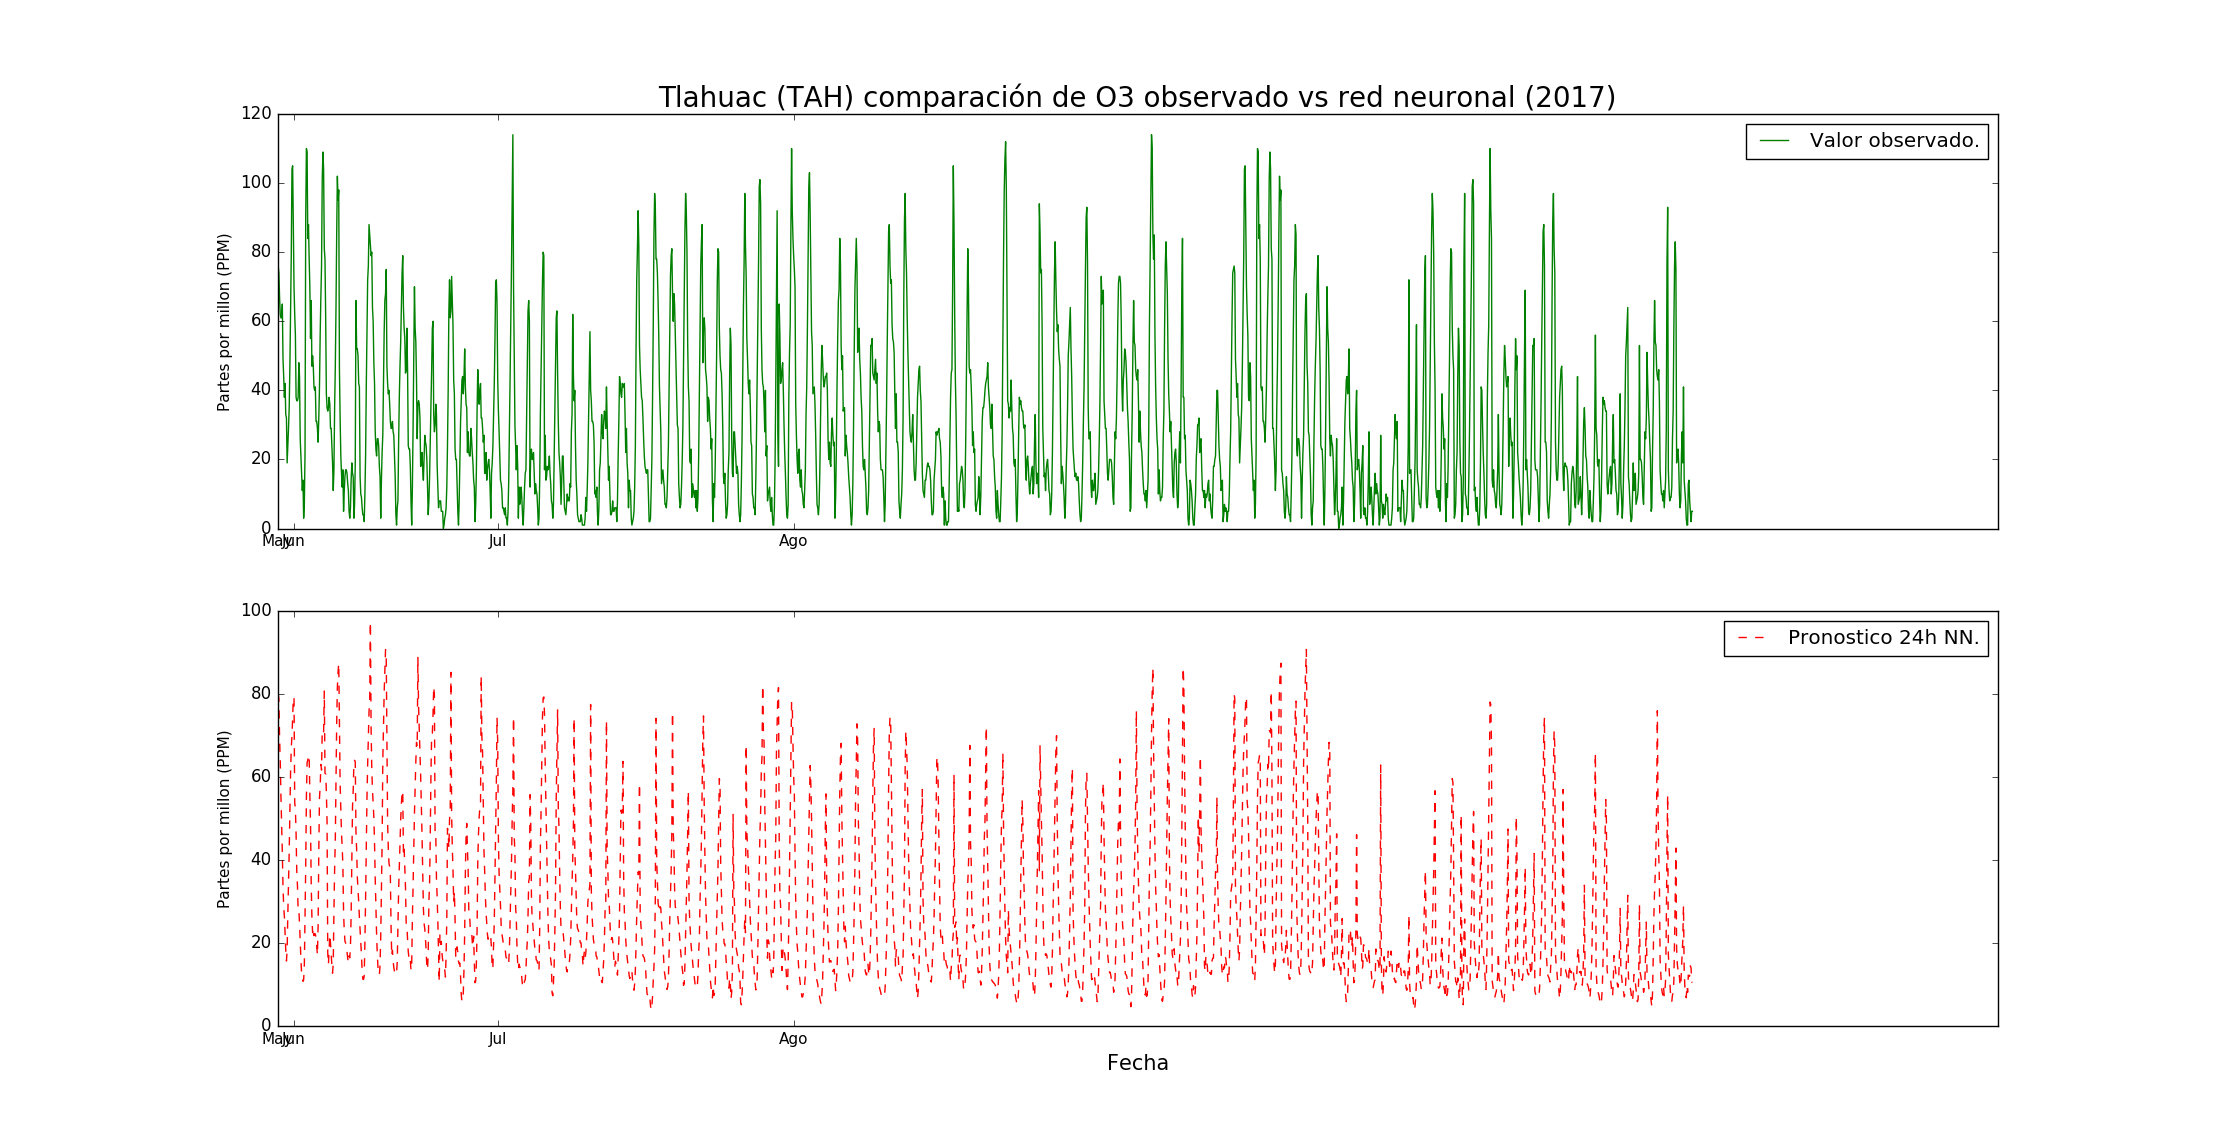 Tlahuac (TAH) comparación de O3 observado vs red neuronal (2017)
120
100
80
60
40
20
0
Partes por millon (PPM)
Valor observado.
May Jun Jul Ago
100
80
60
40
20
0
Partes por millon (PPM)
Pronostico 24h NN.
May Jun Jul Ago
Fecha